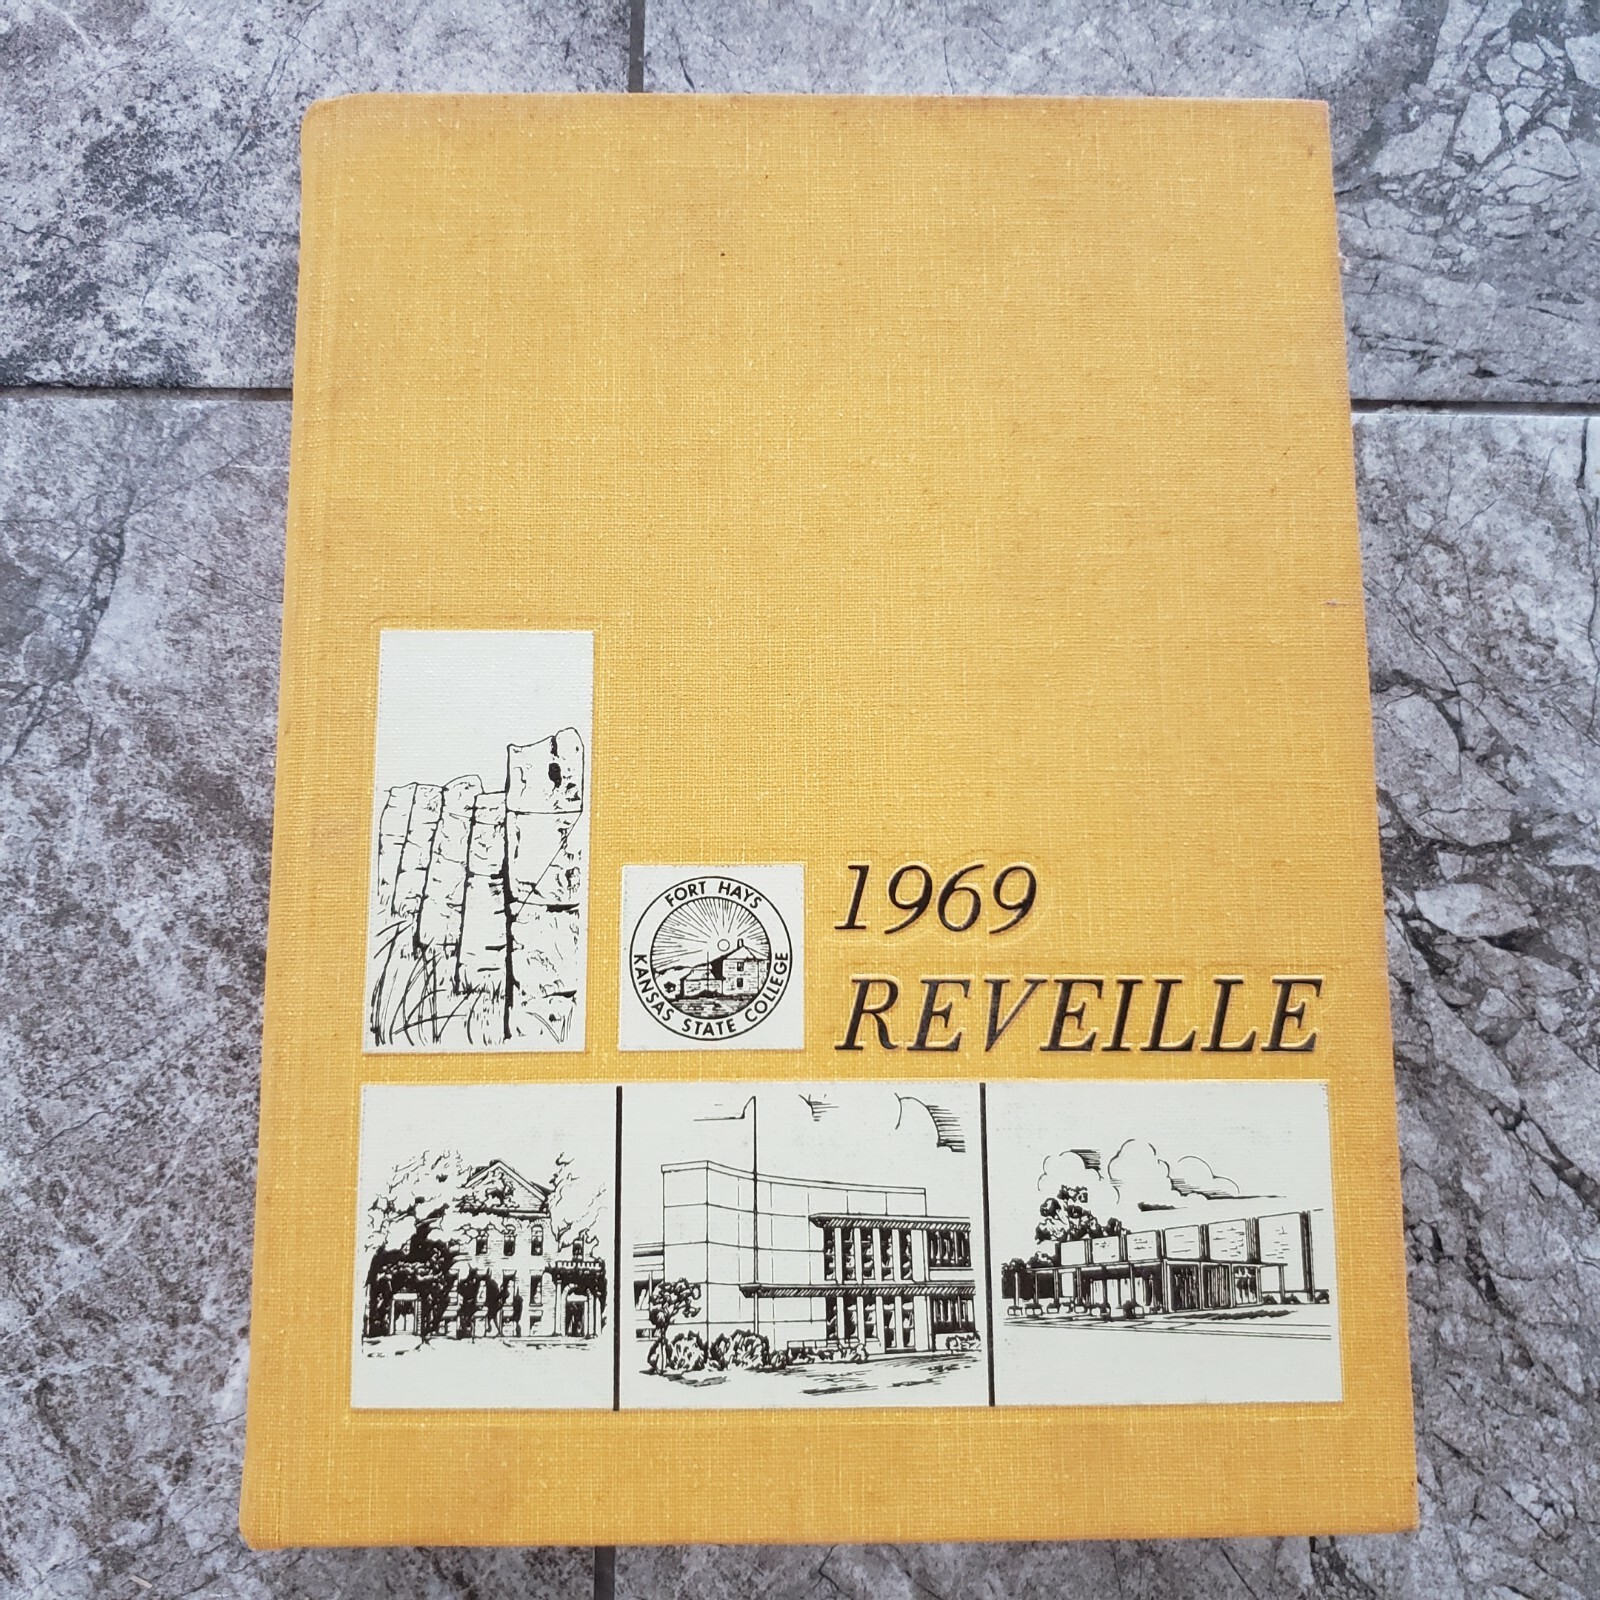 FORT HAYS
KANSAS STATE COLLEGE
1969
REVEILLE